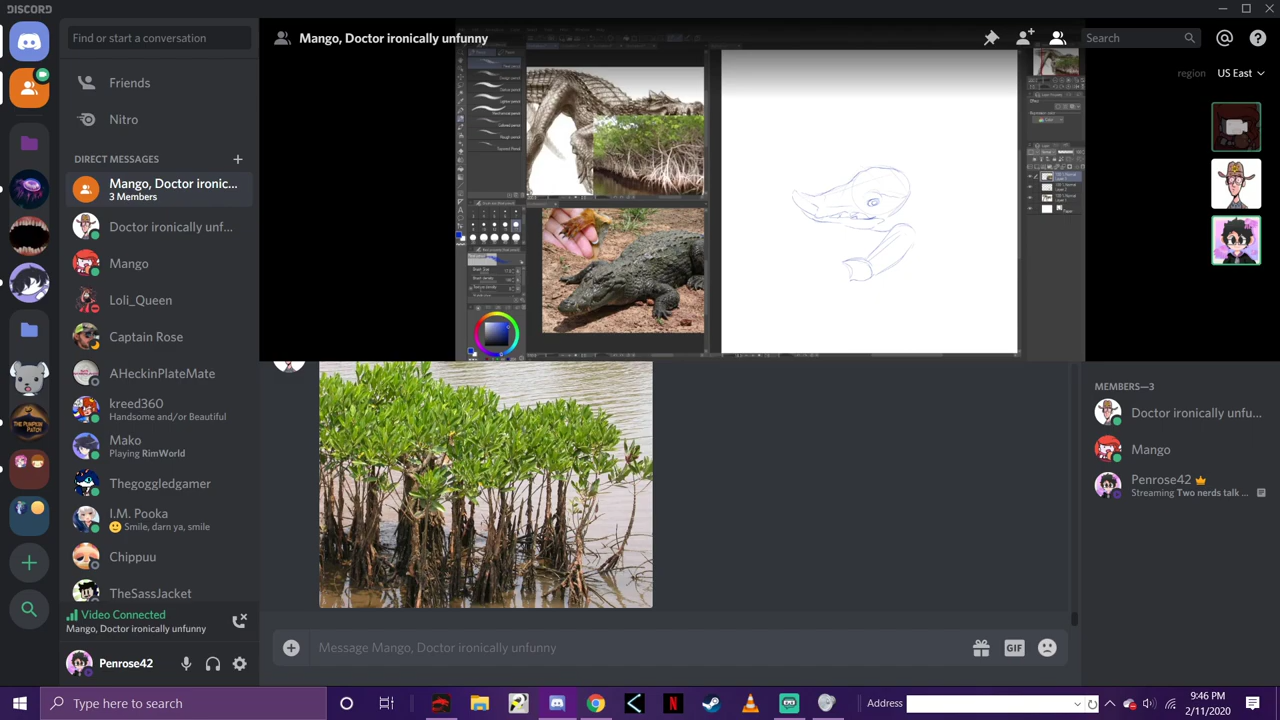 DISCORD
Find or start a conversation
Mango, Doctor ironically unfunny
Search
region
US East
Friends
Nitro
DIRECT MESSAGES
Mango, Doctor ironic...
3 Members
Doctor ironically unf...
Mango
Loli_Queen
Captain Rose
AHeckinPlateMate
kreed360
Handsome and/or Beautiful
Mako
Playing RimWorld
Thegoggledgamer
I.M. Pooka
Smile, darn ya, smile
Chippuu
TheSassJacket
Video Connected
Mango, Doctor ironically unfunny
Penrose42
MEMBERS—3
Doctor ironically unfu...
Mango
Penrose42
Streaming Two nerds talk ...
Message Mango, Doctor ironically unfunny
GIF
Type here to search
Address
9:46 PM
2/11/2020